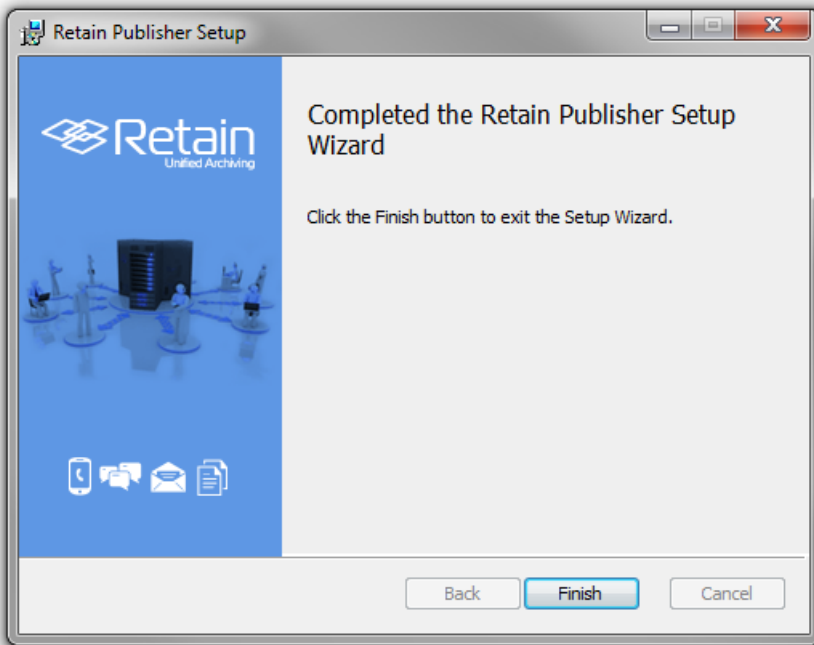 Retain Publisher Setup
Retain
Unified Archiving
Completed the Retain Publisher Setup
Wizard
Click the Finish button to exit the Setup Wizard.
Back
Finish
Cancel